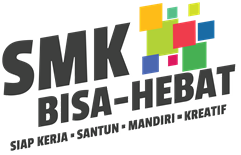 SMK
BISA-HEBAT
SIAP KERJA ▪ SANTUN ▪ MANDIRI ▪ KREATIF